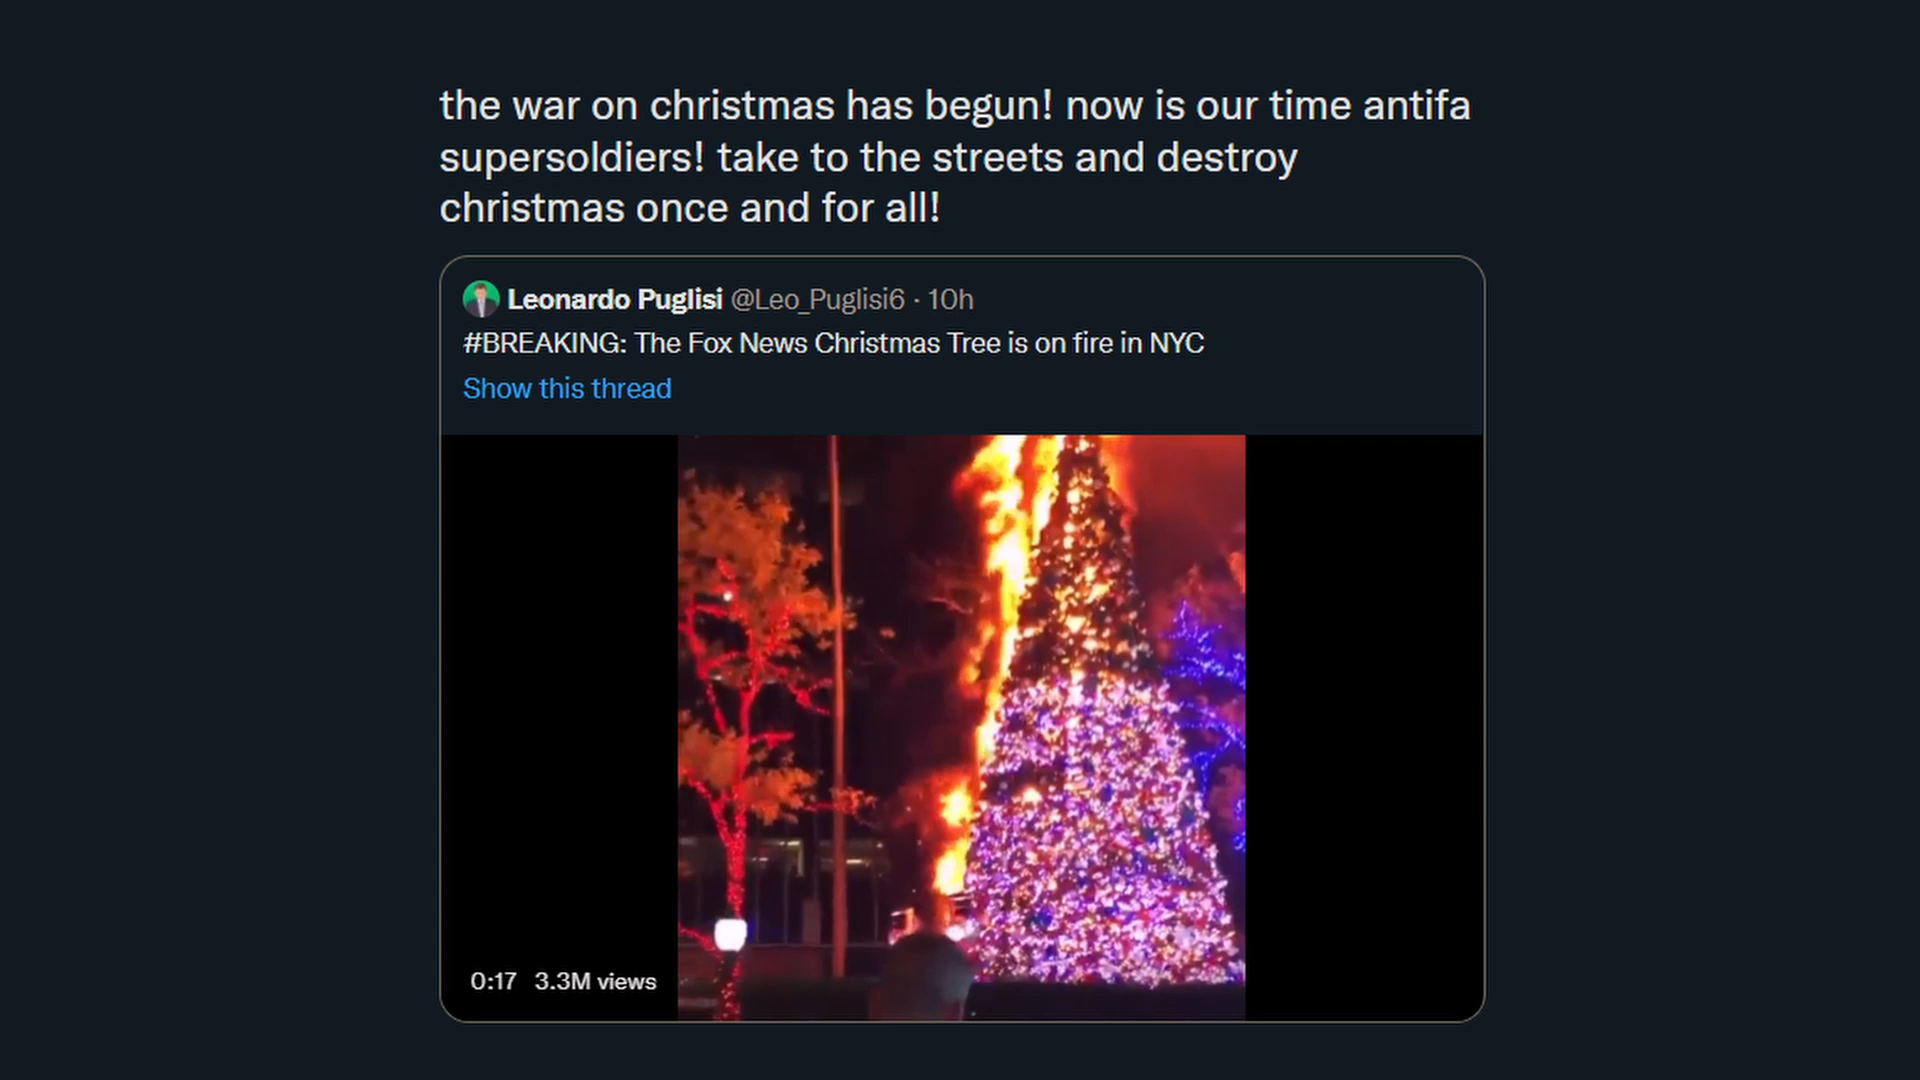 the war on christmas has begun! now is our time antifa
supersoldiers! take to the streets and destroy
christmas once and for all!
Leonardo Puglisi @Leo_Puglisi6 · 10h
#BREAKING: The Fox News Christmas Tree is on fire in NYC
Show this thread
0:17 3.3M views